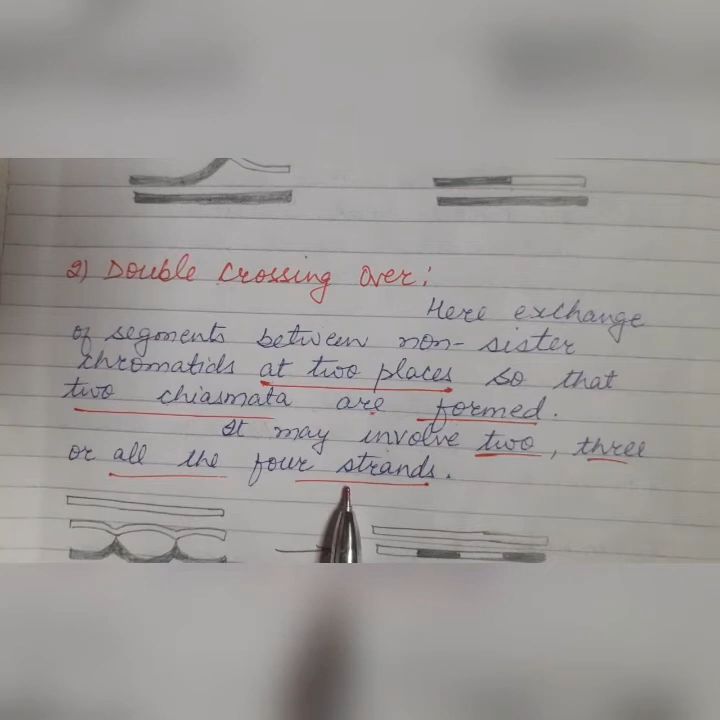 2) Double Crossing Over:
Here exchange
of segments between non-sister
chromatids at two places so that
two chiasmata are formed.
It may involve two, three
or all the four strands.